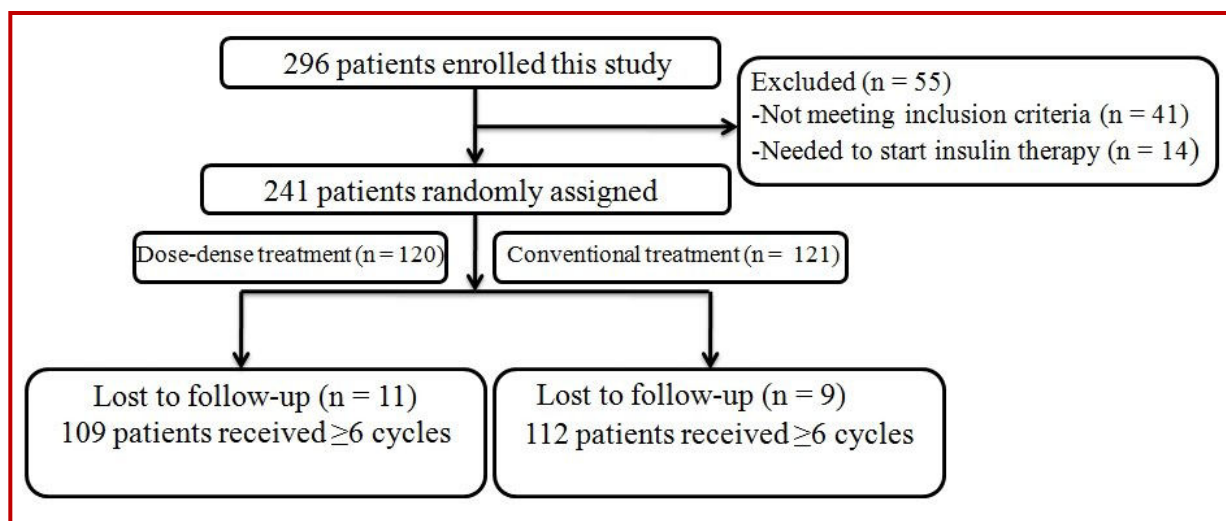 296 patients enrolled this study
Excluded (n = 55)
-Not meeting inclusion criteria (n = 41)
-Needed to start insulin therapy (n = 14)
241 patients randomly assigned
Dose-dense treatment (n = 120)
Conventional treatment (n = 121)
Lost to follow-up (n = 11)
109 patients received ≥6 cycles
Lost to follow-up (n = 9)
112 patients received ≥6 cycles